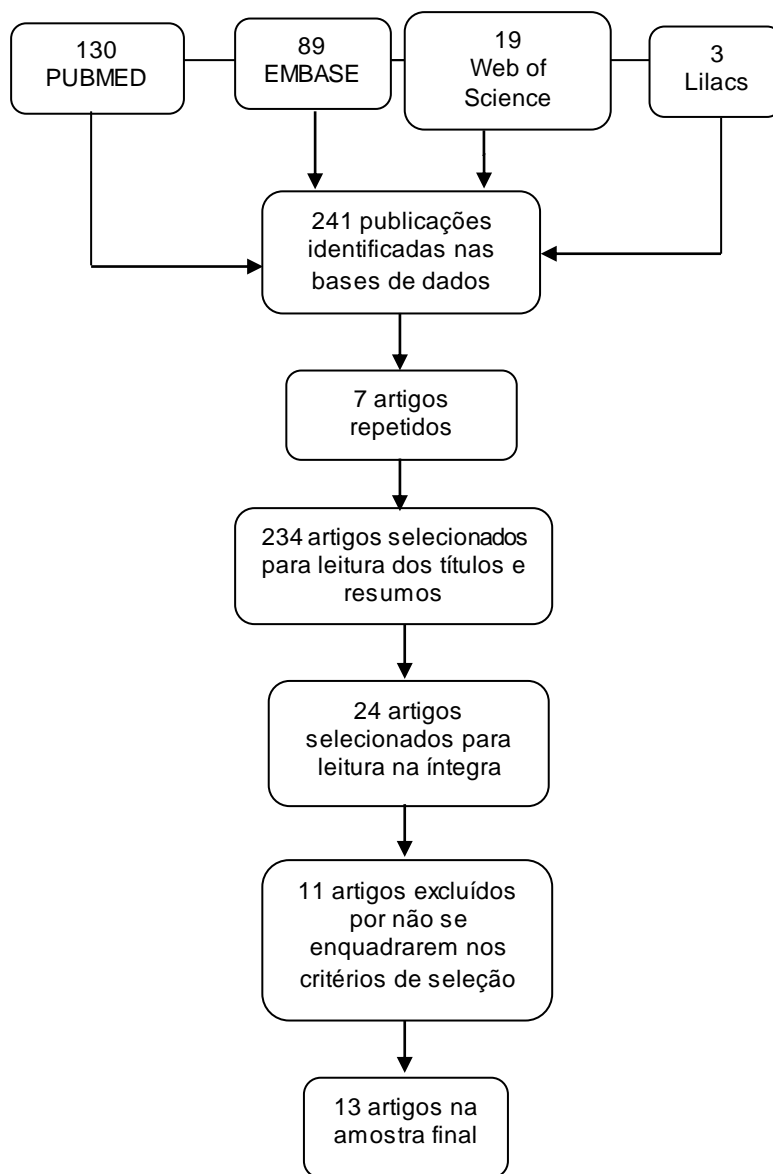 130
PUBMED
89
EMBASE
19
Web of
Science
3
Lilacs
241 publicações
identificadas nas
bases de dados
7 artigos
repetidos
234 artigos selecionados
para leitura dos títulos e
resumos
24 artigos
selecionados para
leitura na íntegra
11 artigos excluídos
por não se
enquadrarem nos
critérios de seleção
13 artigos na
amostra final